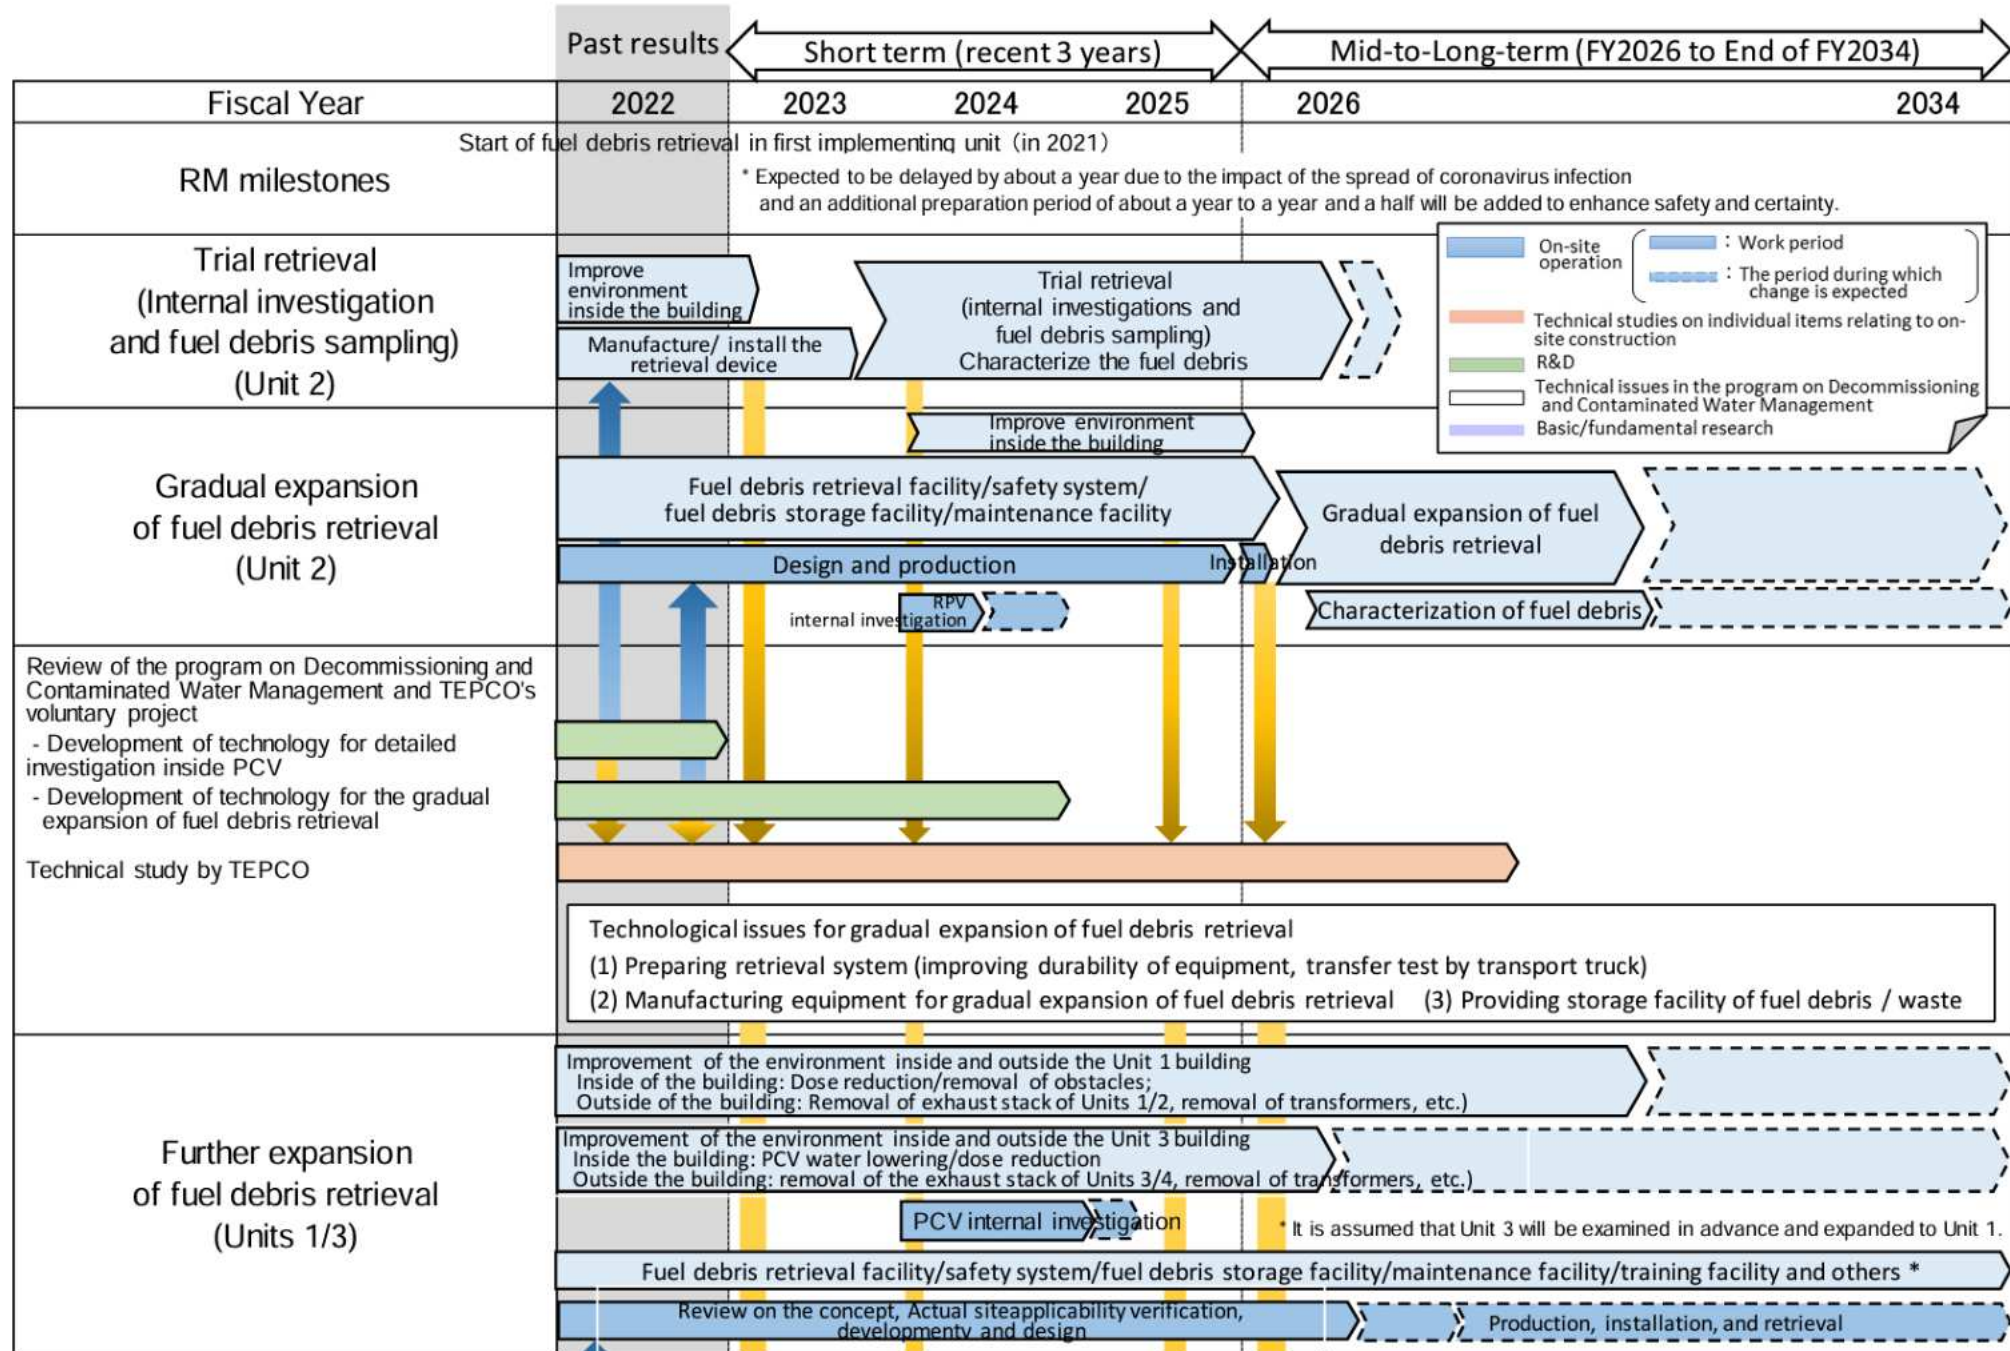 Past results
Short term (recent 3 years)
Mid-to-Long-term (FY2026 to End of FY2034)
Fiscal Year
2022
2023
2024
2025
2026
2034
Start of fuel debris retrieval in first implementing unit (in 2021)
RM milestones
* Expected to be delayed by about a year due to the impact of the spread of coronavirus infection
and an additional preparation period of about a year to a year and a half will be added to enhance safety and certainty.
On-site
operation
: Work period
: The period during which
change is expected
Technical studies on individual items relating to on-
site construction
R&D
Technical issues in the program on Decommissioning
and Contaminated Water Management
Basic/fundamental research
Trial retrieval
(Internal investigation
and fuel debris sampling)
(Unit 2)
Improve
environment
inside the building
Manufacture/ install the
retrieval device
Trial retrieval
(internal investigations and
fuel debris sampling)
Characterize the fuel debris
Gradual expansion
of fuel debris retrieval
(Unit 2)
Improve environment
inside the building
Fuel debris retrieval facility/safety system/
fuel debris storage facility/maintenance facility
Gradual expansion of fuel
debris retrieval
Design and production
Installation
RPV
internal investigation
Characterization of fuel debris
Review of the program on Decommissioning and
Contaminated Water Management and TEPCO's
voluntary project
- Development of technology for detailed
investigation inside PCV
- Development of technology for the gradual
expansion of fuel debris retrieval
Technical study by TEPCO
Technological issues for gradual expansion of fuel debris retrieval
(1) Preparing retrieval system (improving durability of equipment, transfer test by transport truck)
(2) Manufacturing equipment for gradual expansion of fuel debris retrieval (3) Providing storage facility of fuel debris / waste
Further expansion
of fuel debris retrieval
(Units 1/3)
Improvement of the environment inside and outside the Unit 1 building
Inside of the building: Dose reduction/removal of obstacles;
Outside of the building: Removal of exhaust stack of Units 1/2, removal of transformers, etc.)
Improvement of the environment inside and outside the Unit 3 building
Inside the building: PCV water lowering/dose reduction
Outside the building: removal of the exhaust stack of Units 3/4, removal of transformers, etc.)
PCV internal investigation
* It is assumed that Unit 3 will be examined in advance and expanded to Unit 1.
Fuel debris retrieval facility/safety system/fuel debris storage facility/maintenance facility/training facility and others *
Review on the concept, Actual siteapplicability verification,
developmentv and design
Production, installation, and retrieval